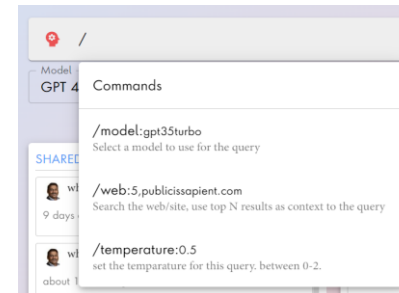 /
Model
GPT 4
Commands
/model:gpt35turbo
Select a model to use for the query
SHARED
/web:5,publicissapient.com
Search the web/site, use top N results as context to the query
9 days
/temperature:0.5
set the temparature for this query. between 0-2.
about 1